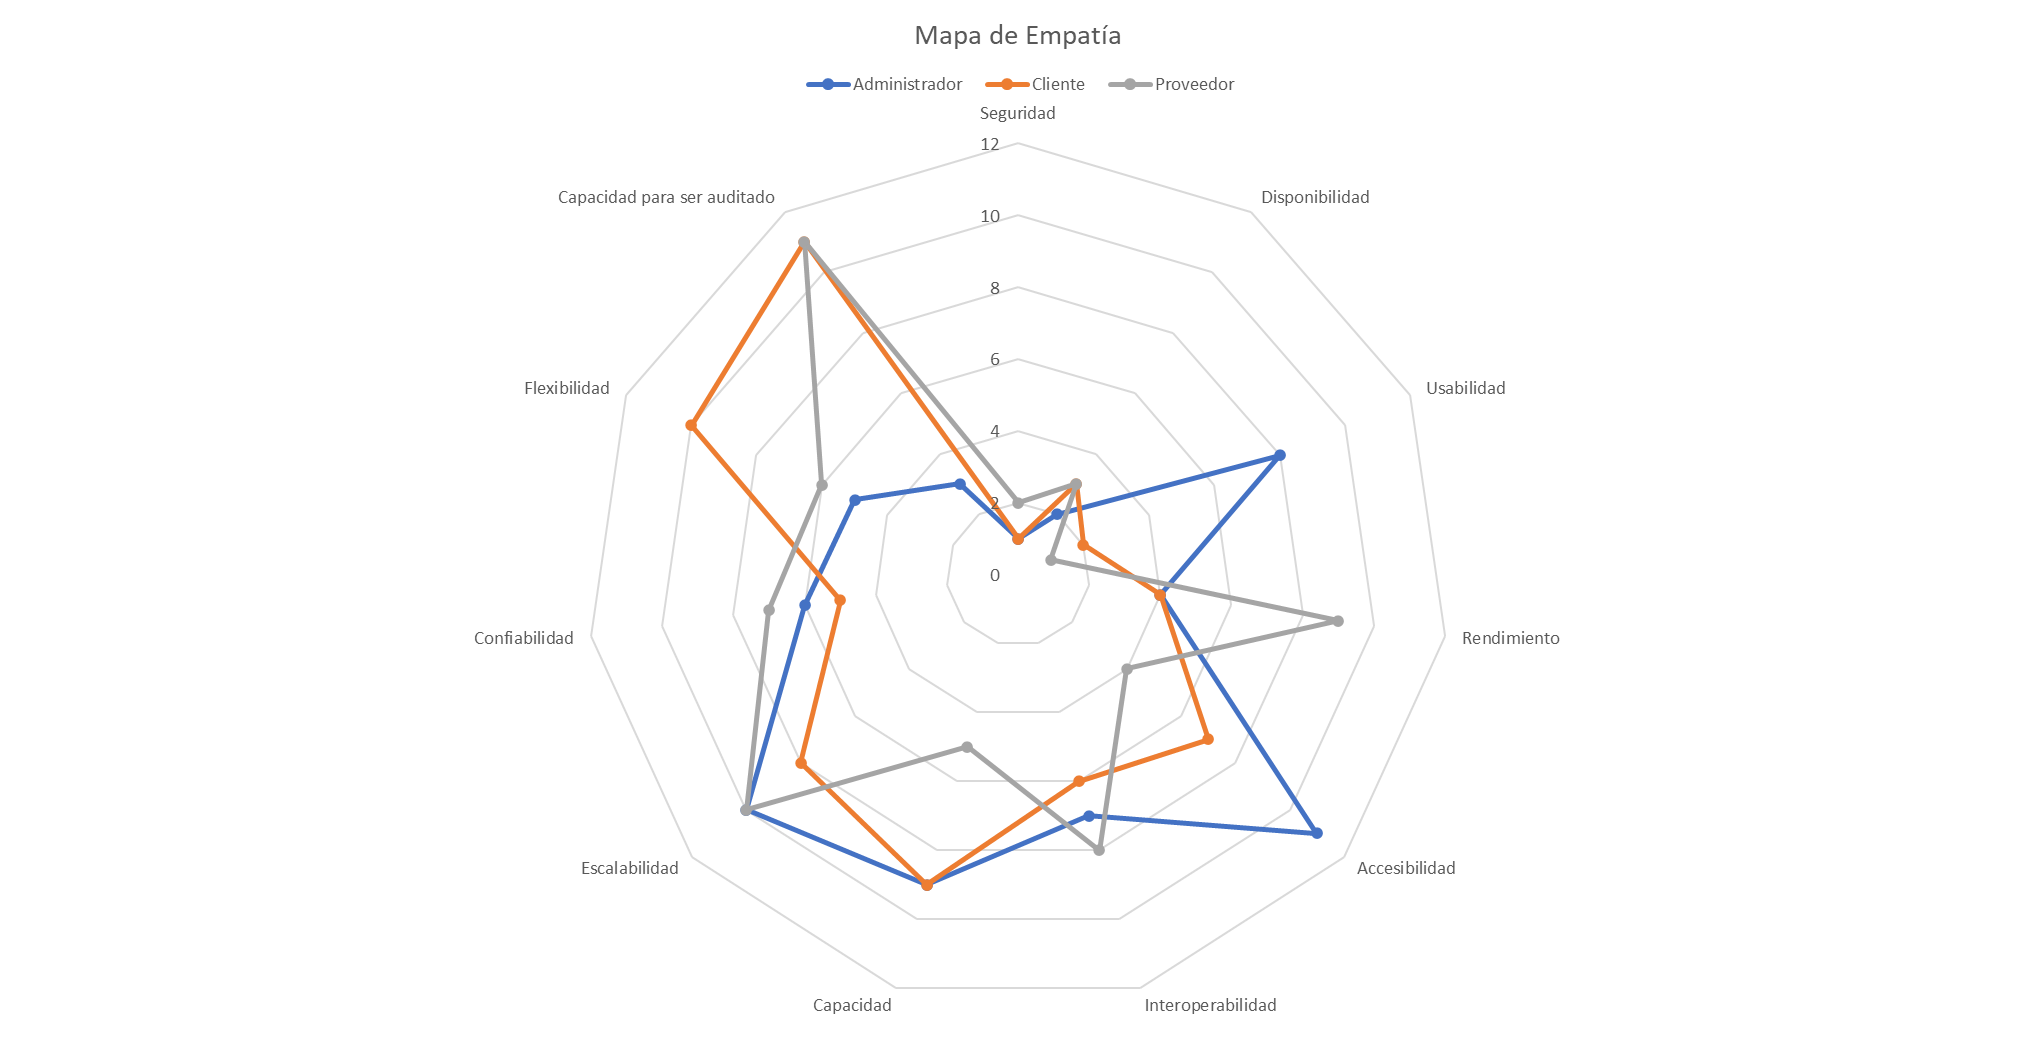 Mapa de Empatía
Administrador Cliente Proveedor
Seguridad
12
Capacidad para ser auditado
Disponibilidad
10
8
6
Flexibilidad
Usabilidad
4
2
0
Confiabilidad
Rendimiento
Escalabilidad
Accesibilidad
Capacidad
Interoperabilidad